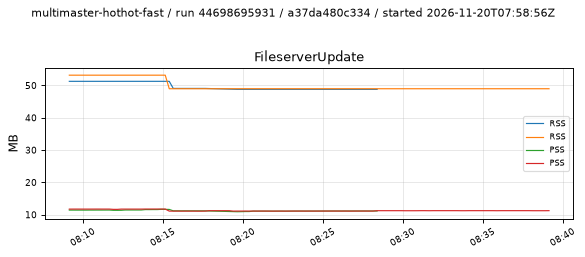 multimaster-hothot-fast / run 44698695931 / a37da480c334 / started 2026-11-20T07:58:56Z
FileserverUpdate
MB
50
40
30
20
10
RSS
RSS
PSS
PSS
08:10
08:15
08:20
08:25
08:30
08:35
08:40